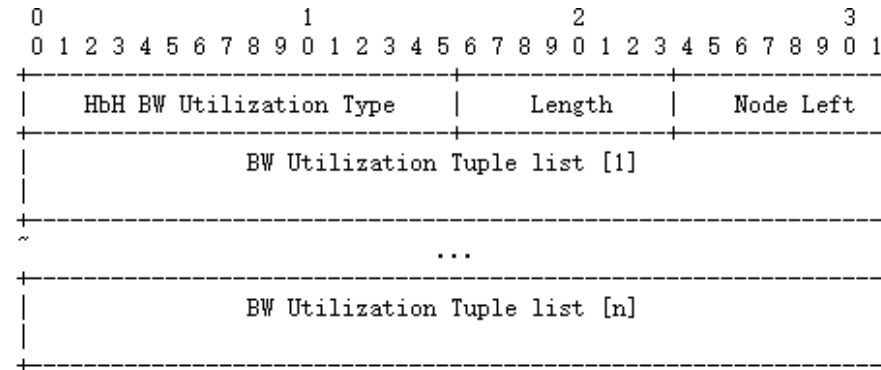 0                   1                   2                   3
0 1 2 3 4 5 6 7 8 9 0 1 2 3 4 5 6 7 8 9 0 1 2 3 4 5 6 7 8 9 0 1
HbH BW Utilization Type | Length | Node Left
BW Utilization Tuple list [1]
...
BW Utilization Tuple list [n]